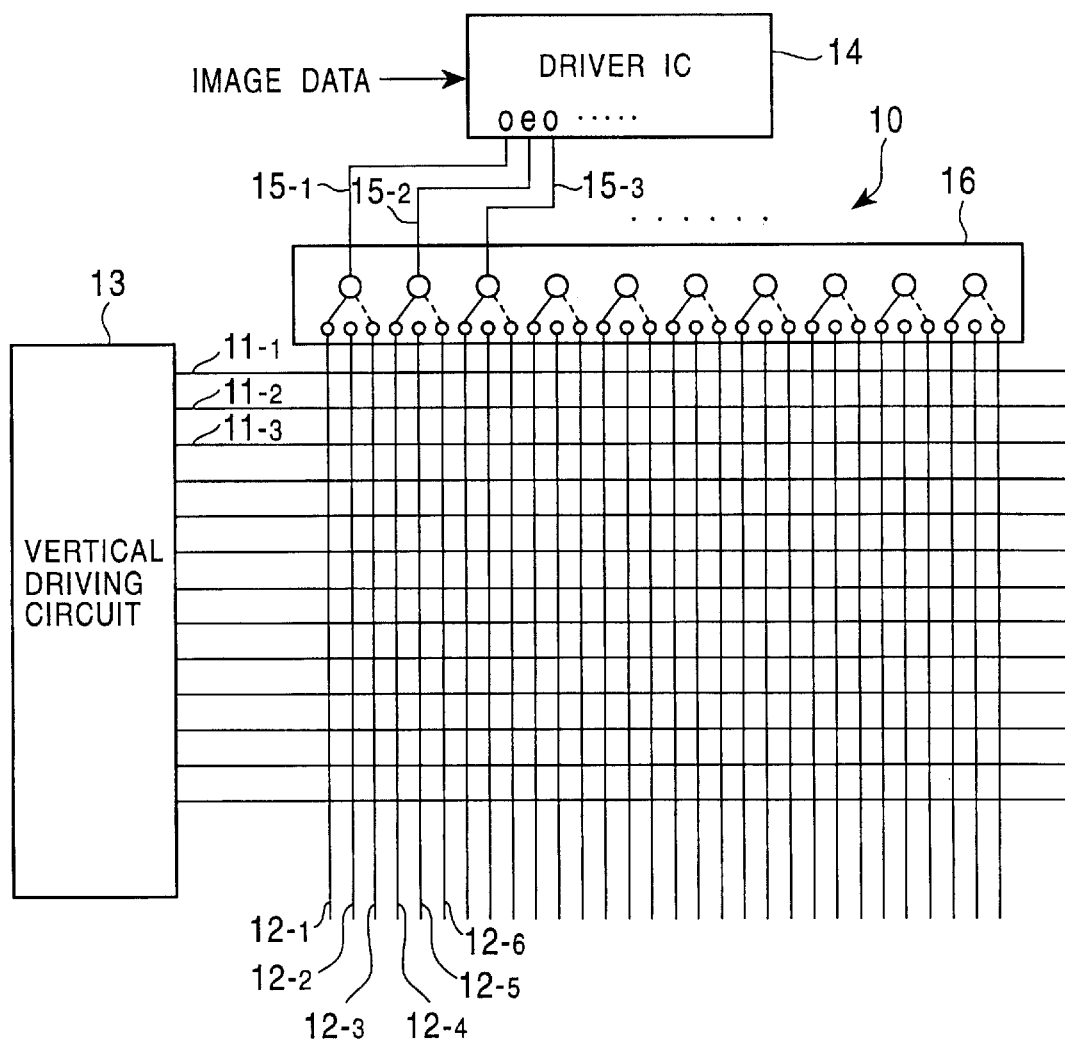 14
DRIVER IC
IMAGE DATA
o e o ·····
10
15-1
15-2
15-3
16
······
13
11-1
11-2
11-3
VERTICAL
DRIVING
CIRCUIT
12-1
12-6
12-2
12-5
12-3
12-4